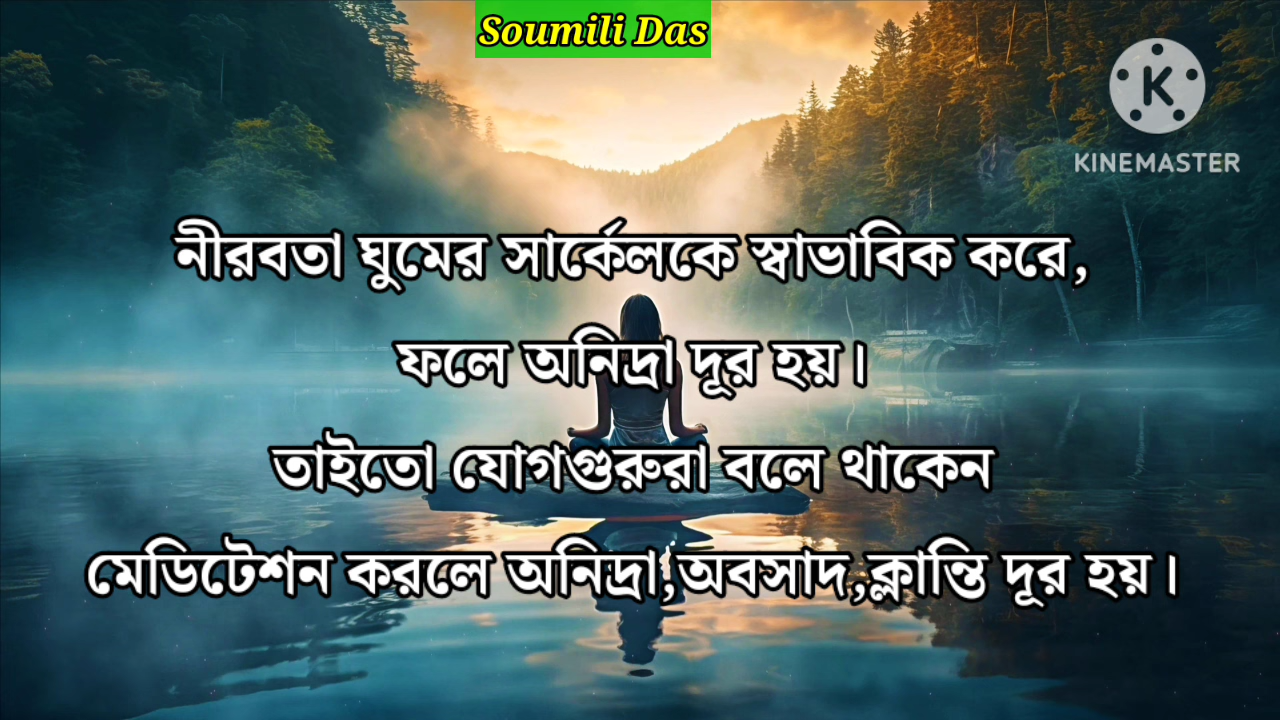 Soumili Das
K
KINEMASTER
নীরবতা ঘুমের সার্কেলকে স্বাভাবিক করে,
ফলে অনিদ্রা দূর হয়।
তাইতো যোগগুরুরা বলে থাকেন
মেডিটেশন করলে অনিদ্রা,অবসাদ,ক্লান্তি দূর হয়।